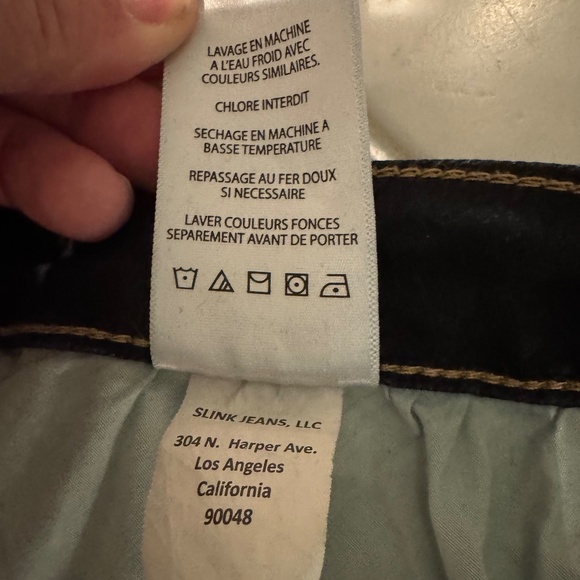 LAVAGE EN MACHINE
A L'EAU FROID AVEC
COULEURS SIMILAIRES.
CHLORE INTERDIT
SECHAGE EN MACHINE A
BASSE TEMPERATURE
REPASSAGE AU FER DOUX
SI NECESSAIRE
LAVER COULEURS FONCES
SEPAREMENT AVANT DE PORTER
SLINK JEANS, LLC
304 N. Harper Ave.
Los Angeles
California
90048